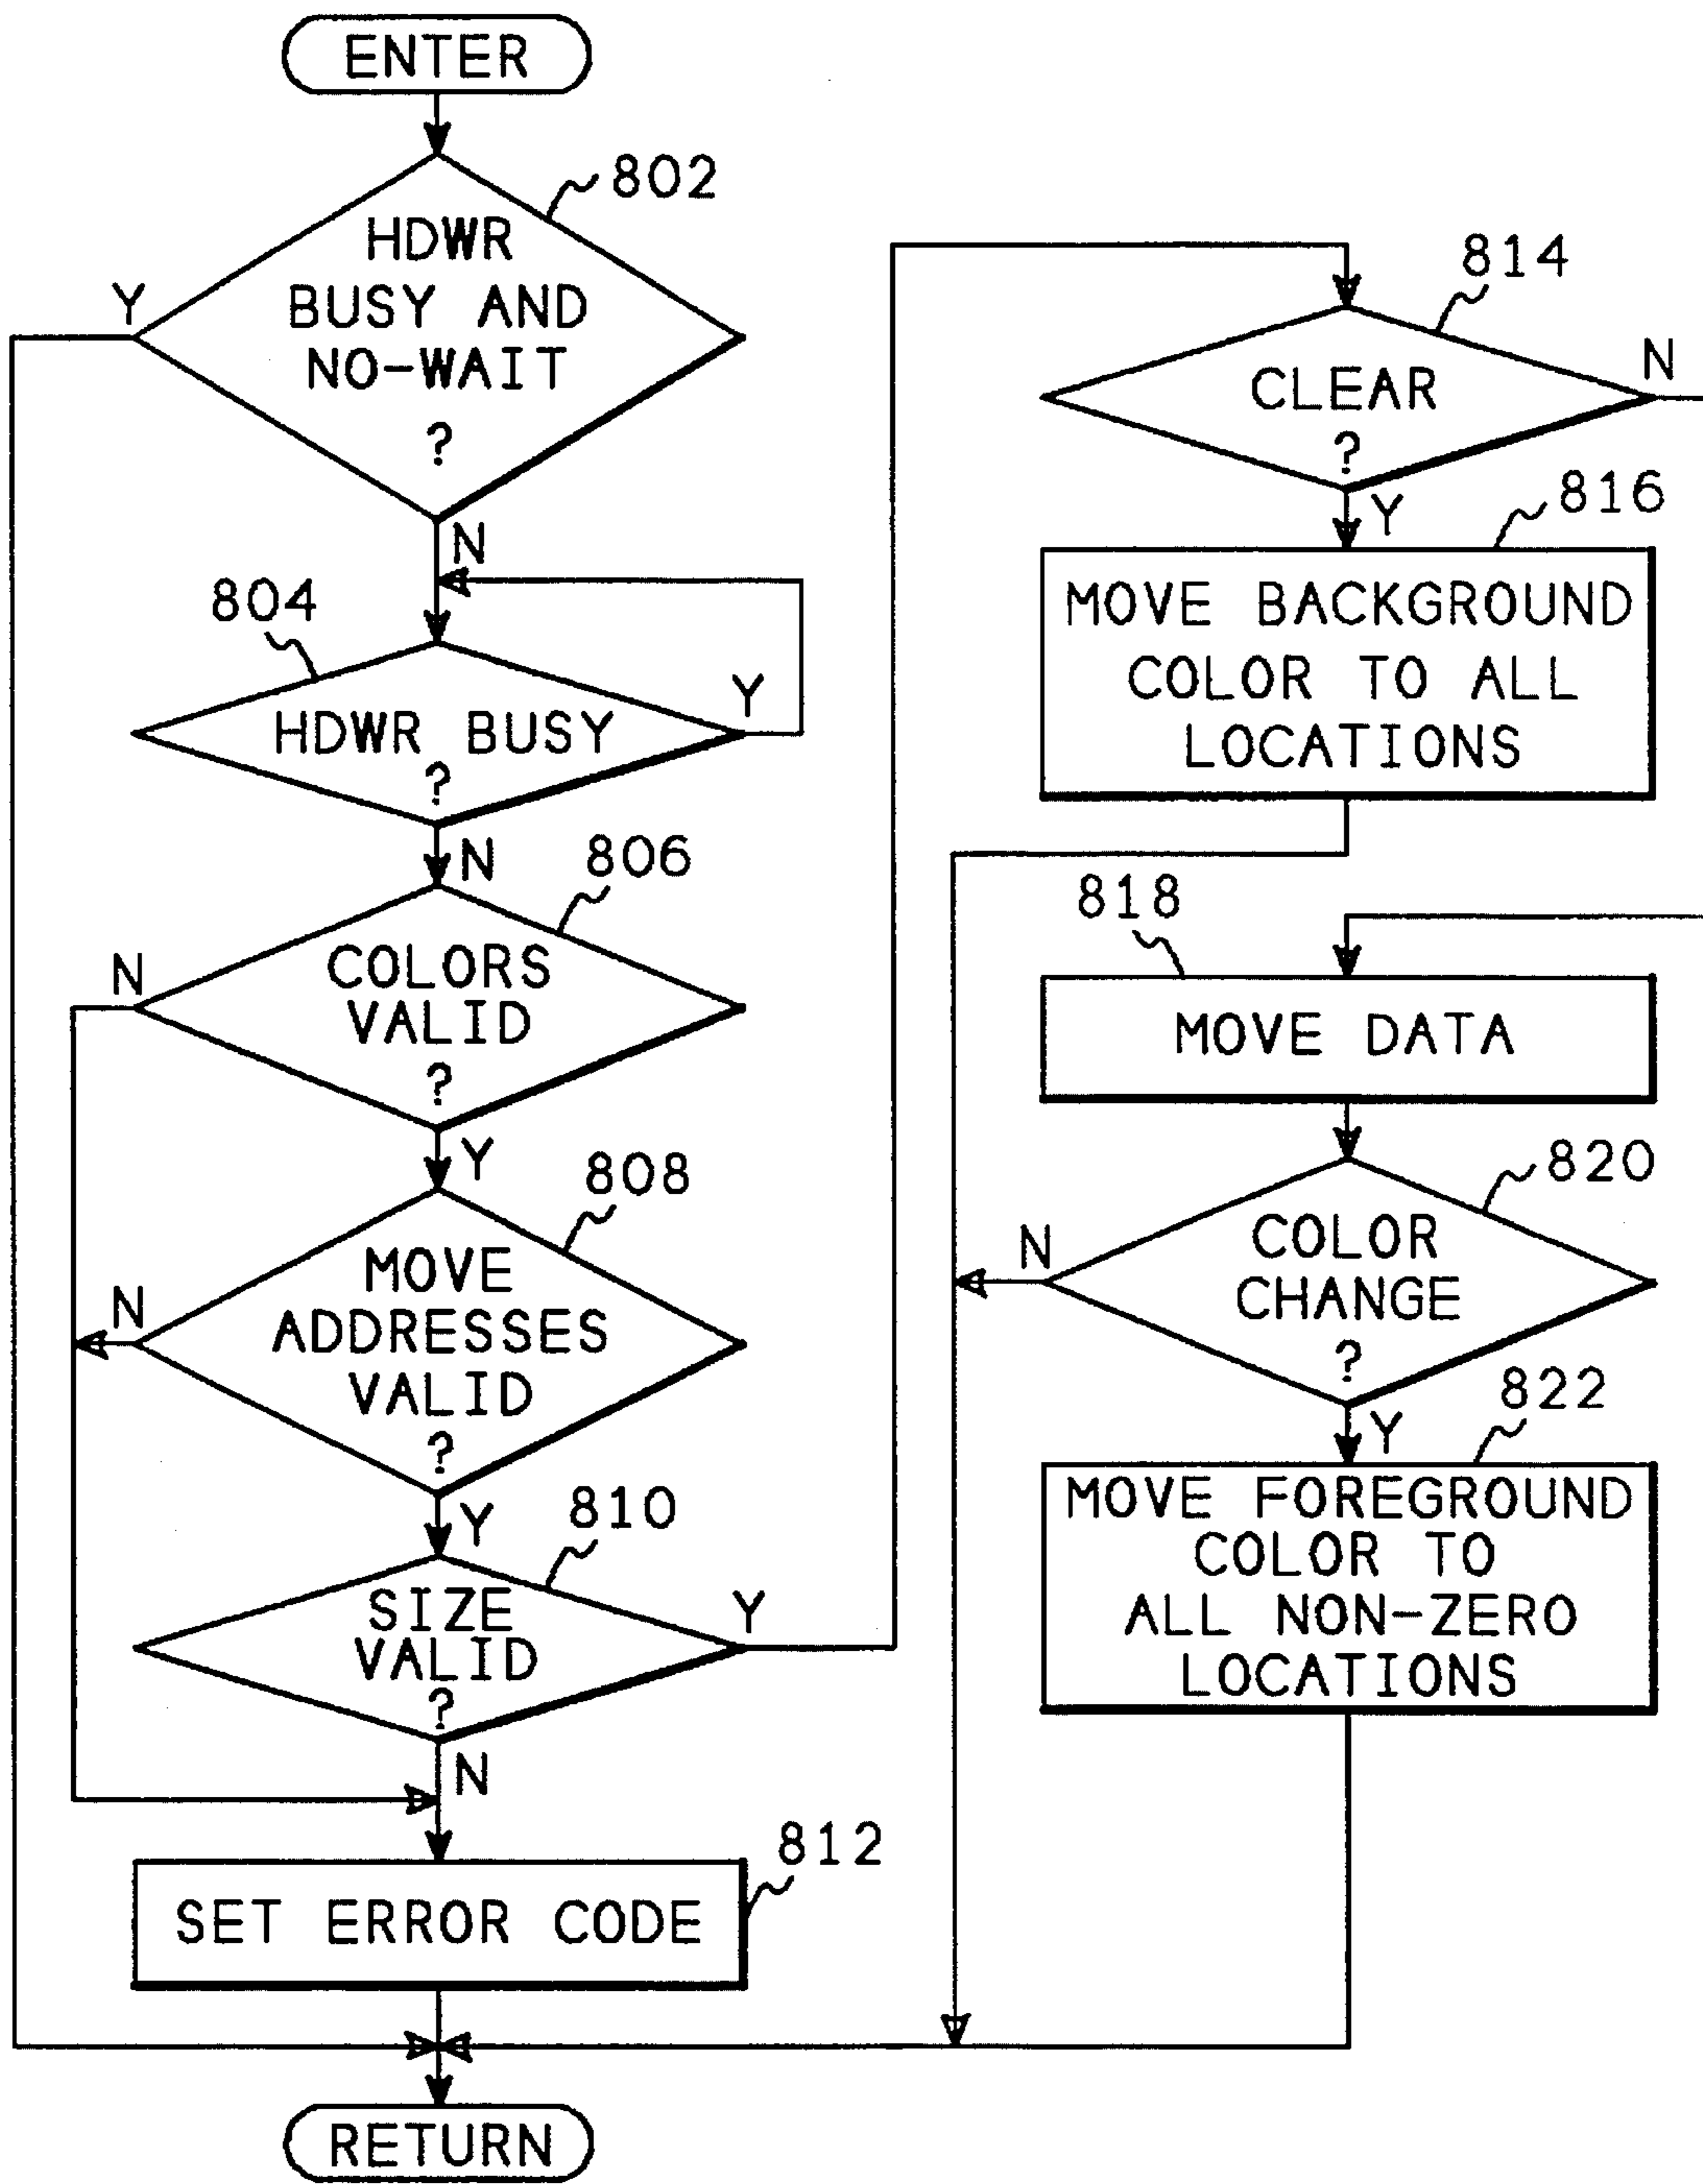 ENTER
802
HDWR
BUSY AND
NO-WAIT
?
Y
N
804
HDWR BUSY
?
Y
N
806
COLORS
VALID
?
N
Y
808
MOVE
ADDRESSES
VALID
?
N
Y
810
SIZE
VALID
?
Y
N
812
SET ERROR CODE
RETURN
814
CLEAR
?
N
Y
816
MOVE BACKGROUND
COLOR TO ALL
LOCATIONS
818
MOVE DATA
820
COLOR
CHANGE
?
N
Y
822
MOVE FOREGROUND
COLOR TO
ALL NON-ZERO
LOCATIONS